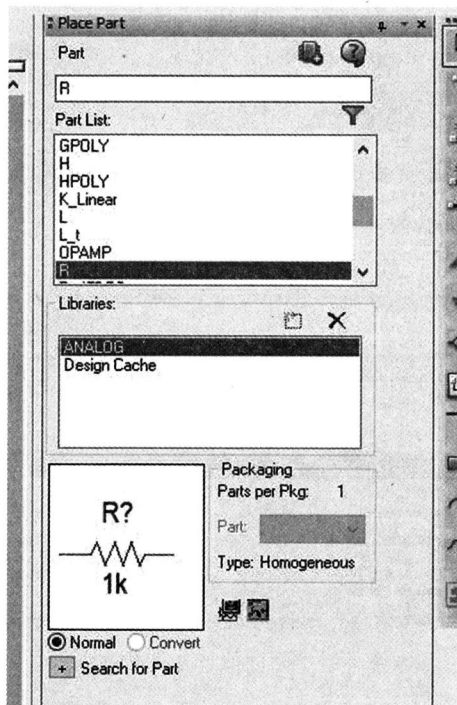 Place Part
Part
R
Part List:
GPOLY
H
HPOLY
K_Linear
L
L_t
OPAMP
R
Libraries:
ANALOG
Design Cache
R?
1k
Packaging
Parts per Pkg: 1
Part:
Type: Homogeneous
Normal Convert
+ Search for Part